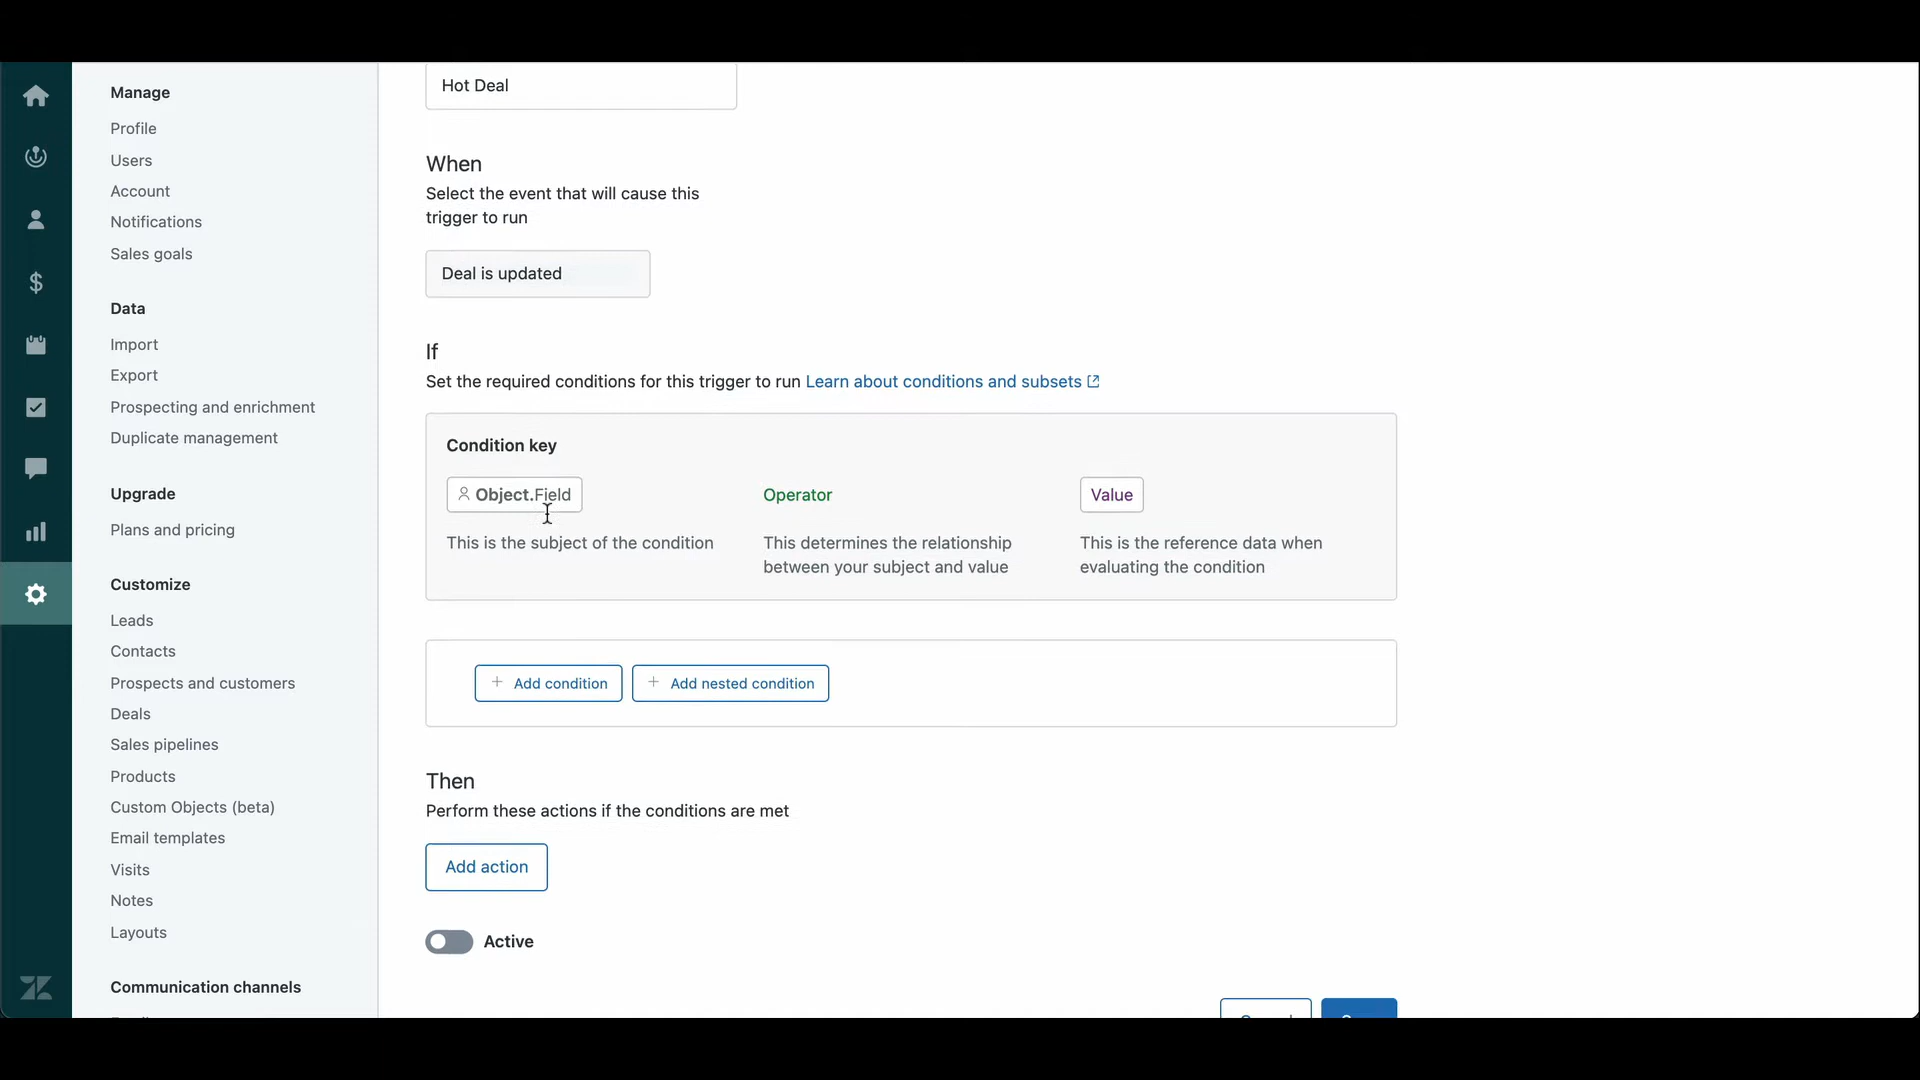 Manage
Profile
Users
Account
Notifications
Sales goals
Data
Import
Export
Prospecting and enrichment
Duplicate management
Upgrade
Plans and pricing
Customize
Leads
Contacts
Prospects and customers
Deals
Sales pipelines
Products
Custom Objects (beta)
Email templates
Visits
Notes
Layouts
Communication channels
Hot Deal
When
Select the event that will cause this
trigger to run
Deal is updated
If
Set the required conditions for this trigger to run Learn about conditions and subsets
Condition key
Object.Field
Operator
Value
This is the subject of the condition
This determines the relationship
between your subject and value
This is the reference data when
evaluating the condition
+ Add condition
+ Add nested condition
Then
Perform these actions if the conditions are met
Add action
Active